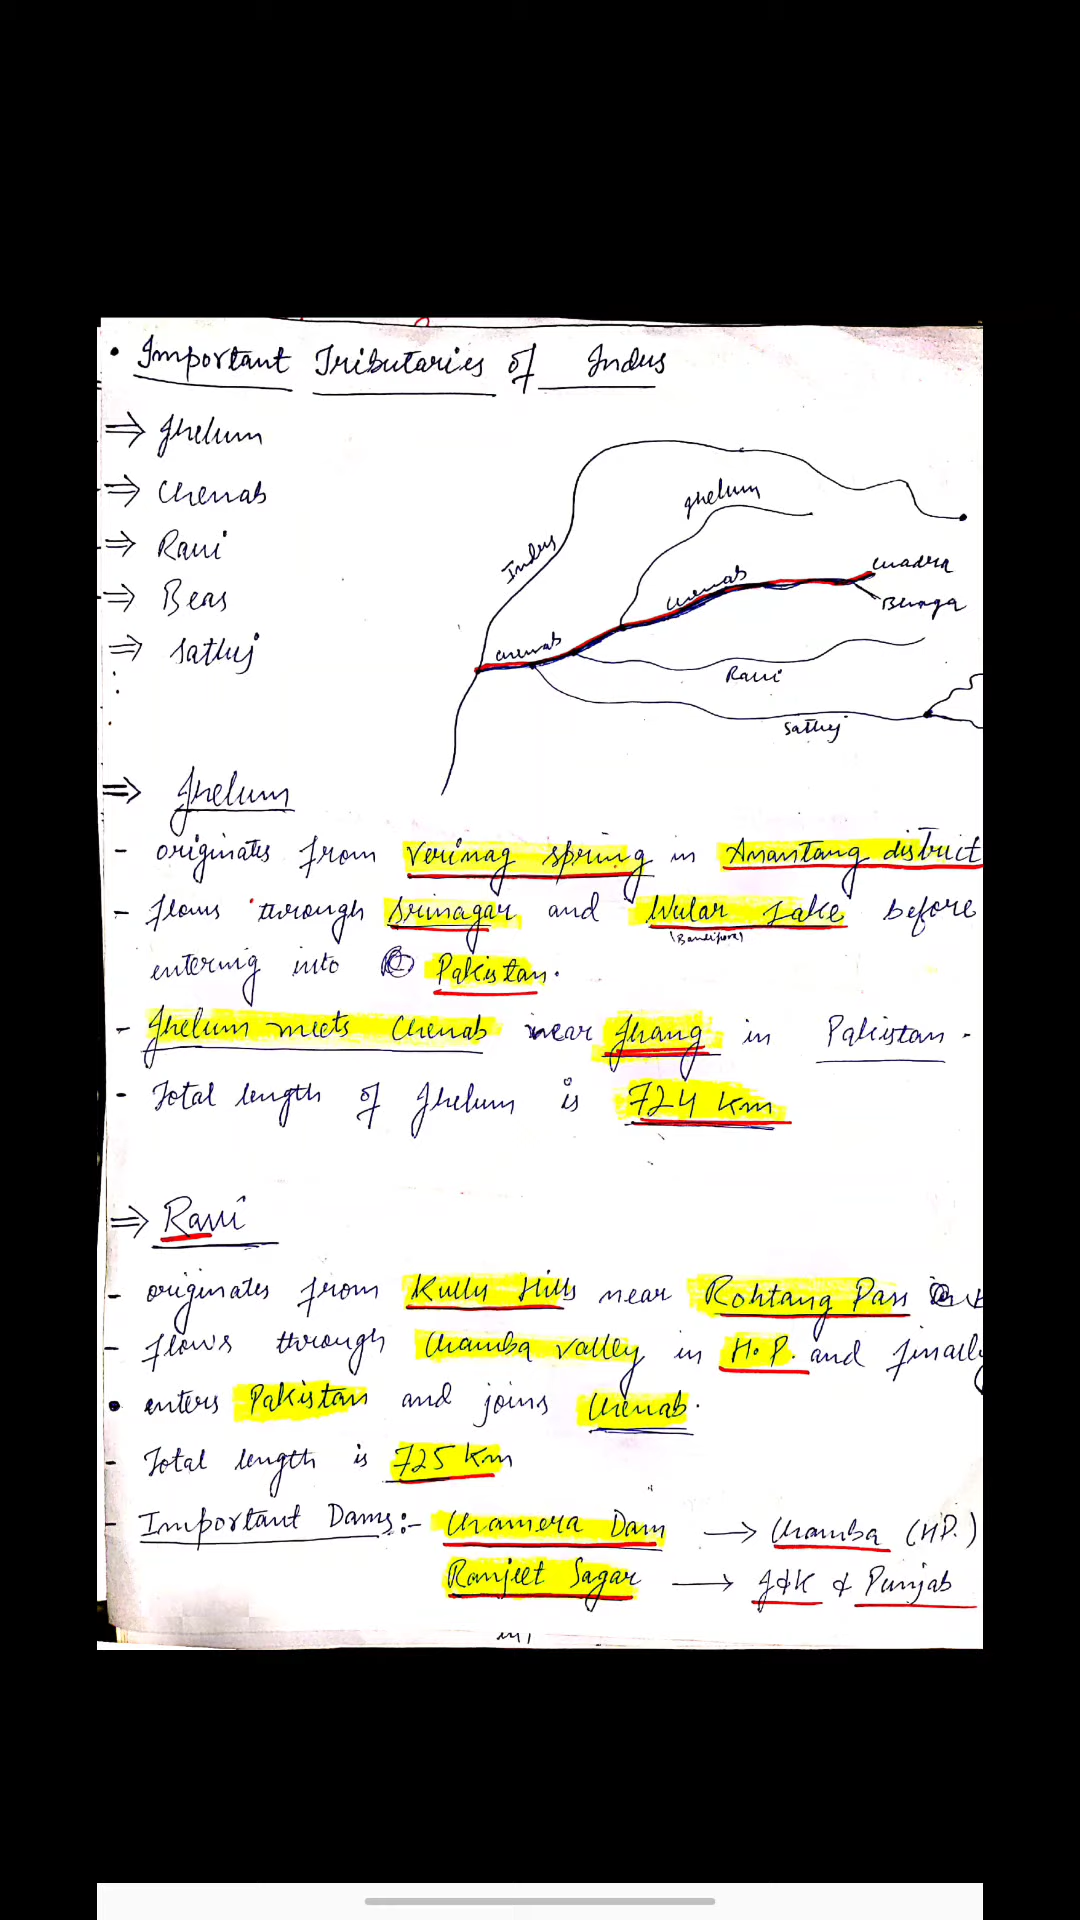 • Important Tributaries of Indus
⇒ Jhelum
⇒ Chenab
⇒ Ravi
⇒ Beas
⇒ Satluj
Indus
Jhelum
Chenab
Chandra
Bhaga
Chenab
Ravi
Satluj
⇒ Jhelum
- originates from Verinag spring in Anantang district
- flows through Srinagar and Wular Lake before
(Bandipora)
entering into Pakistan.
- Jhelum meets Chenab near Jhang in Pakistan -
- Total length of Jhelum is 724 Km
⇒ Ravi
- originates from Kullu Hills near Rohtang Pass
- flows through Chamba valley in H.P. and finally
• enters Pakistan and joins Chenab.
- Total length is 725 Km
- Important Dams:- Chamera Dam → Chamba (HP.)
Ranjeet Sagar → J&K & Punjab